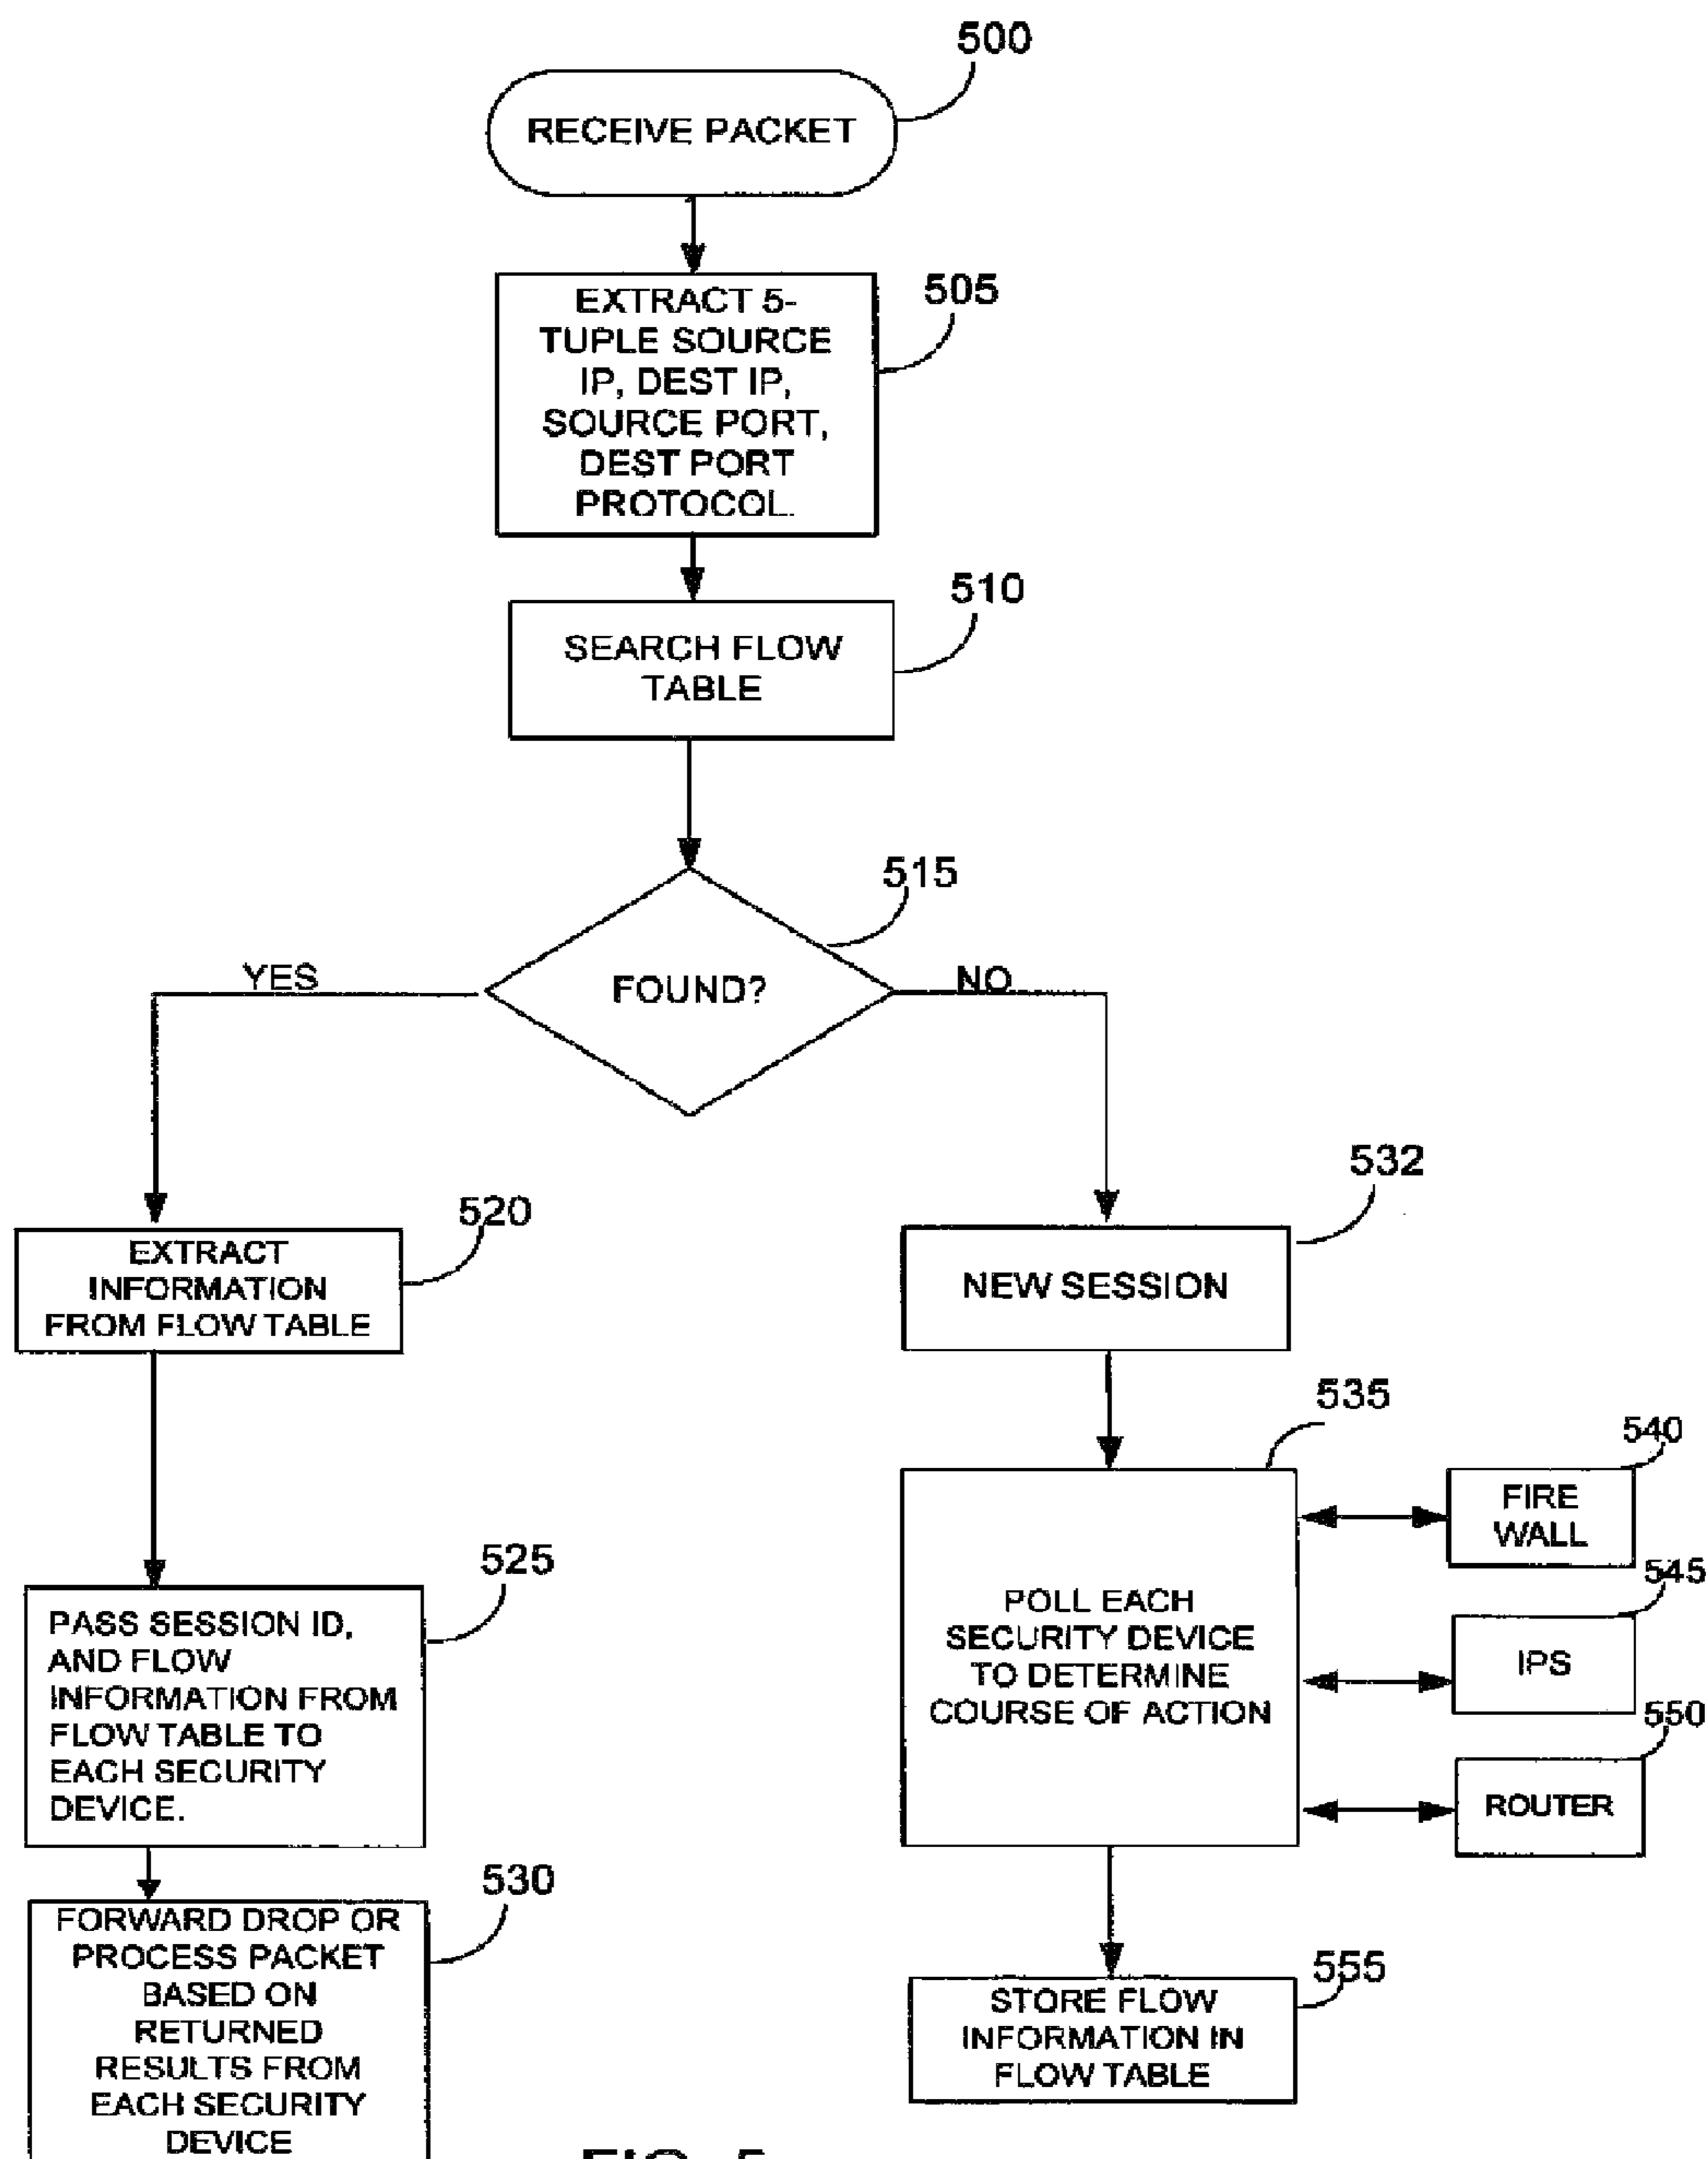 500
RECEIVE PACKET
505
EXTRACT 5-
TUPLE SOURCE
IP, DEST IP,
SOURCE PORT,
DEST PORT
PROTOCOL.
510
SEARCH FLOW
TABLE
515
FOUND?
YES
NO
520
EXTRACT
INFORMATION
FROM FLOW TABLE
525
PASS SESSION ID,
AND FLOW
INFORMATION FROM
FLOW TABLE TO
EACH SECURITY
DEVICE.
530
FORWARD DROP OR
PROCESS PACKET
BASED ON
RETURNED
RESULTS FROM
EACH SECURITY
DEVICE
532
NEW SESSION
535
POLL EACH
SECURITY DEVICE
TO DETERMINE
COURSE OF ACTION
540
FIRE
WALL
545
IPS
550
ROUTER
555
STORE FLOW
INFORMATION IN
FLOW TABLE
FIG. 5